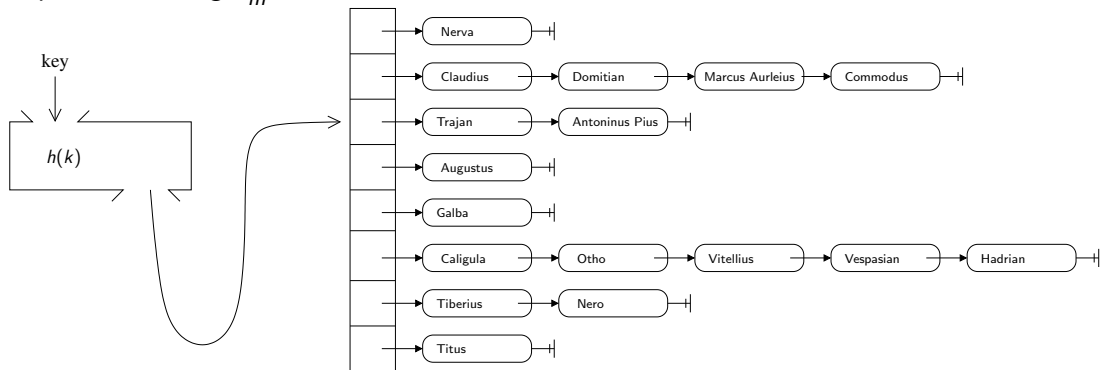 m
key
h(k)
Nerva
Claudius Domitian Marcus Aurleius Commodus
Trajan Antoninus Pius
Augustus
Galba
Caligula Otho Vitellius Vespasian Hadrian
Tiberius Nero
Titus